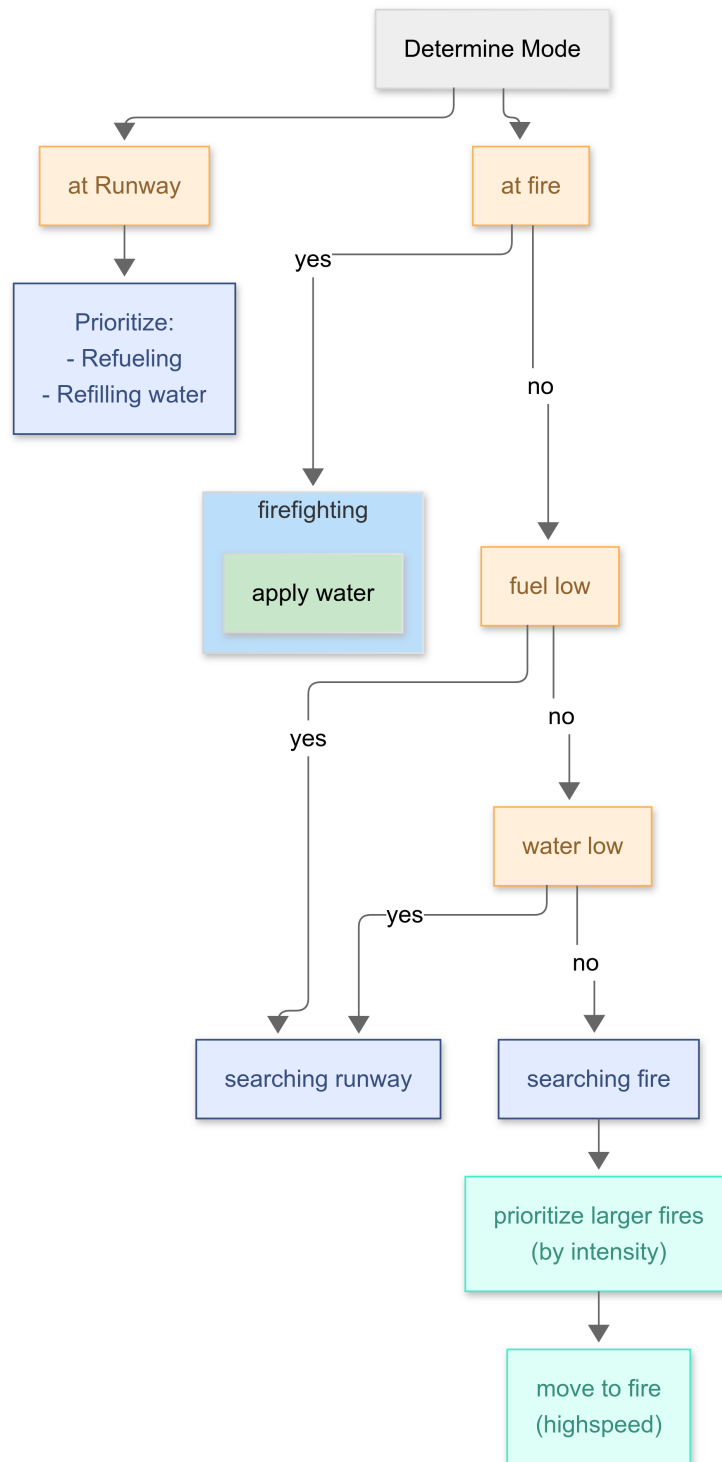 Determine Mode
at Runway
at fire
yes
Prioritize:
- Refueling
- Refilling water
no
firefighting
apply water
fuel low
no
yes
water low
yes
no
searching runway
searching fire
prioritize larger fires
(by intensity)
move to fire
(highspeed)